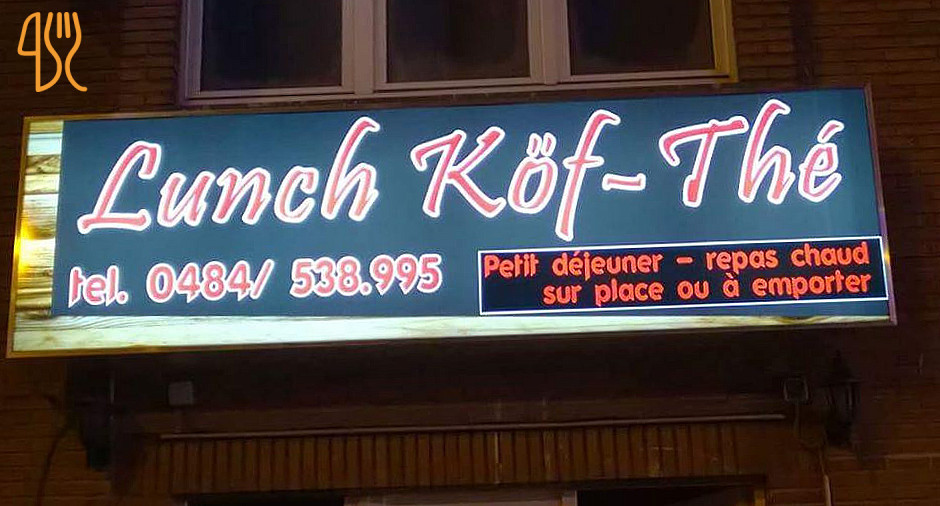 Lunch Köf-Thé
tel. 0484/ 538.995
Petit déjeuner - repas chaud
sur place ou à emporter